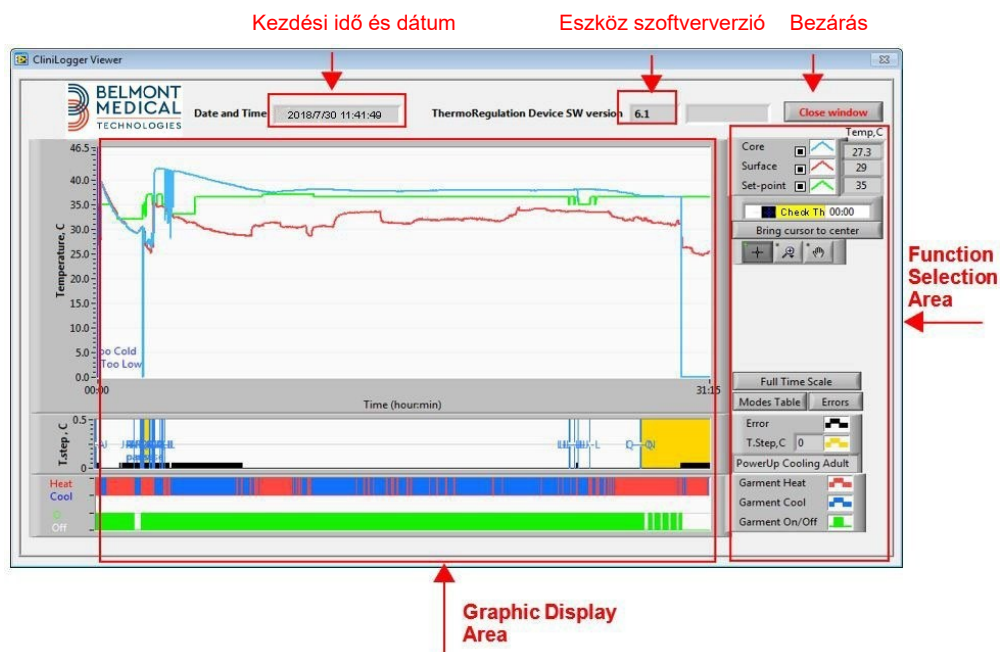 Kezdési idő és dátum
Eszköz szoftververzió
Bezárás
CliniLogger Viewer
BELMONT
MEDICAL
TECHNOLOGIES
Date and Time 2018/7/30 11:41:49
ThermoRegulation Device SW version 6.1
Close window
Temp,C
Core 27.3
Surface 29
Set-point 35
Check Th 00:00
Bring cursor to center
Function
Selection
Area
46.5
40.0
35.0
30.0
25.0
20.0
15.0
10.0
5.0
0.0
Temperature, C
oo Cold
Too Low
00:00
31:15
Time (hour:min)
Full Time Scale
Modes Table Errors
Error
T.Step,C 0
PowerUp Cooling Adult
0.5
0
T.step , C
Heat
Cool
Off
Garment Heat
Garment Cool
Garment On/Off
Graphic Display
Area